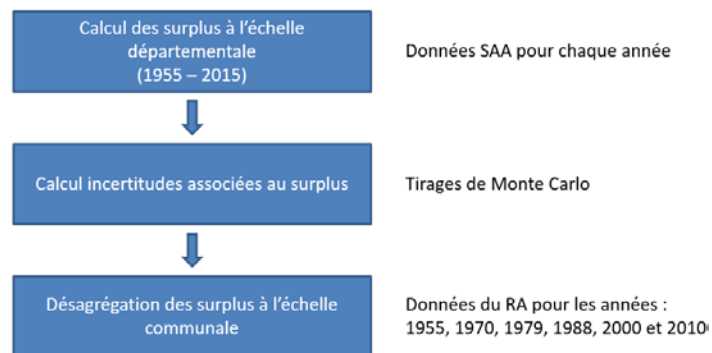 Calcul des surplus à l'échelle
départementale
(1955 – 2015)
Données SAA pour chaque année
Calcul incertitudes associées au surplus
Tirages de Monte Carlo
Désagrégation des surplus à l'échelle
communale
Données du RA pour les années :
1955, 1970, 1979, 1988, 2000 et 2010